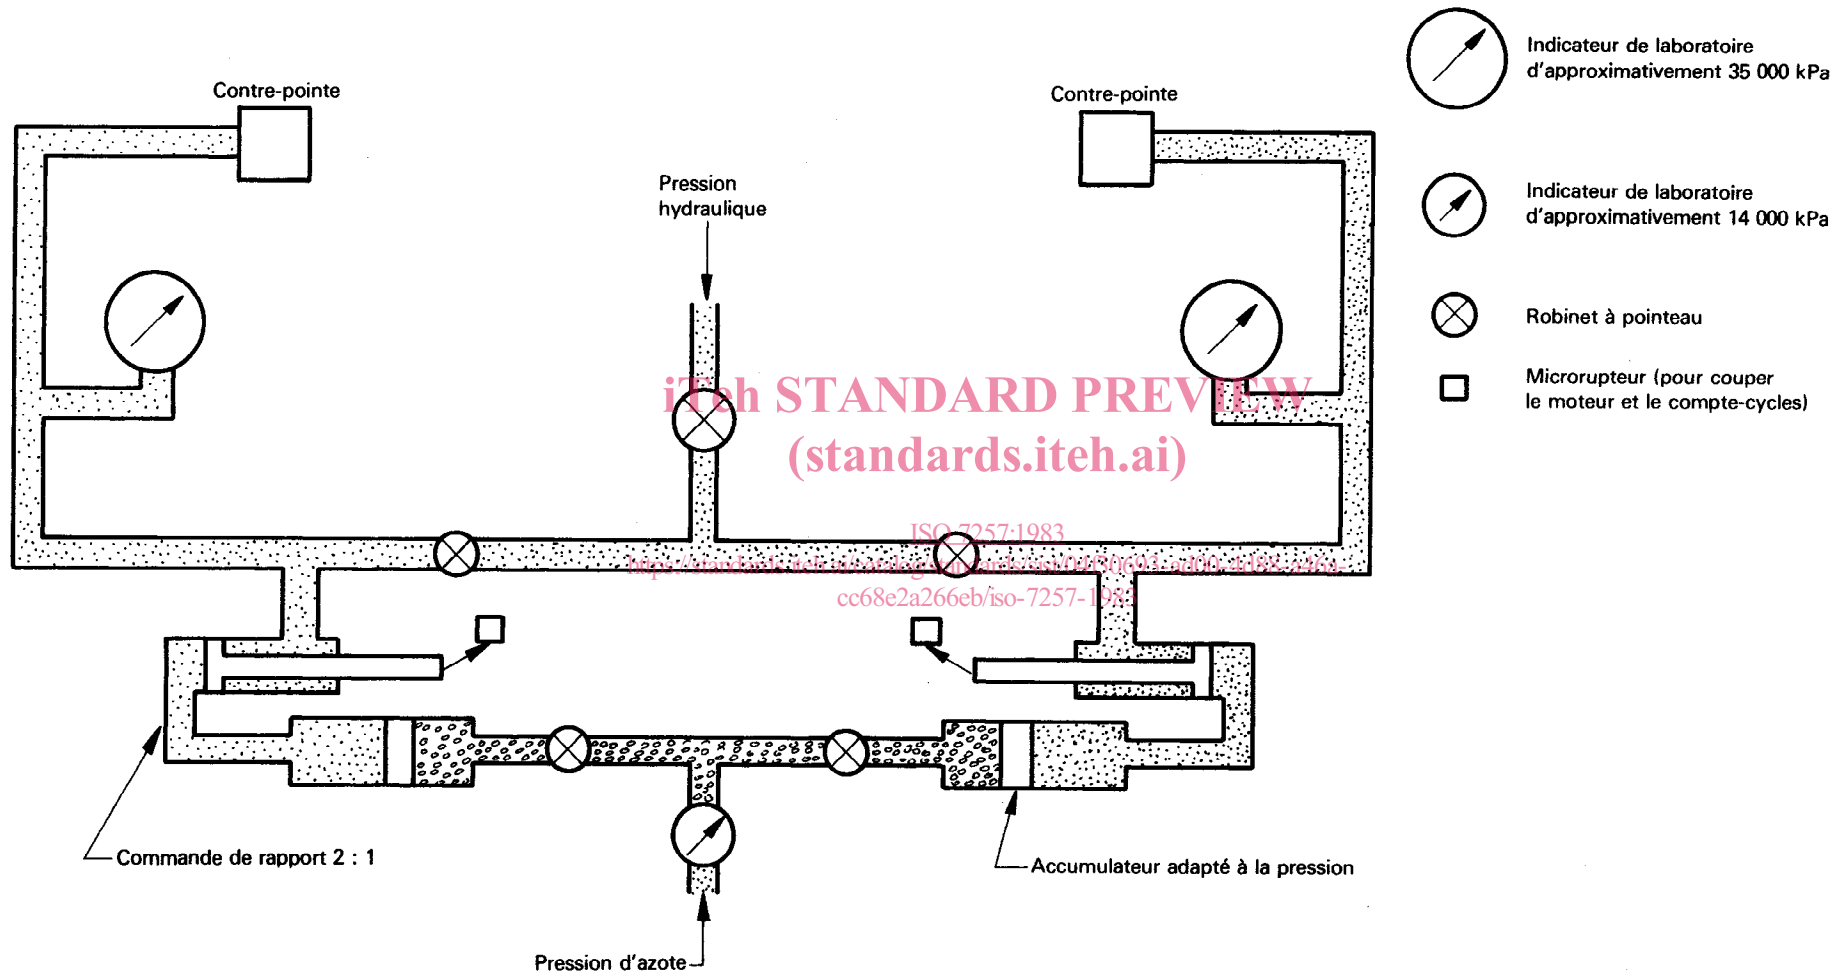 Indicateur de laboratoire
d'approximativement 35 000 kPa
Contre-pointe
Contre-pointe
Pression
hydraulique
Indicateur de laboratoire
d'approximativement 14 000 kPa
Robinet à pointeau
Microrupteur (pour couper
le moteur et le compte-cycles)
iTeh STANDARD PREVIEW
(standards.iteh.ai)
ISO 7257:1983
cc68e2a266eb/iso-7257-1983
Commande de rapport 2 : 1
Accumulateur adapté à la pression
Pression d'azote